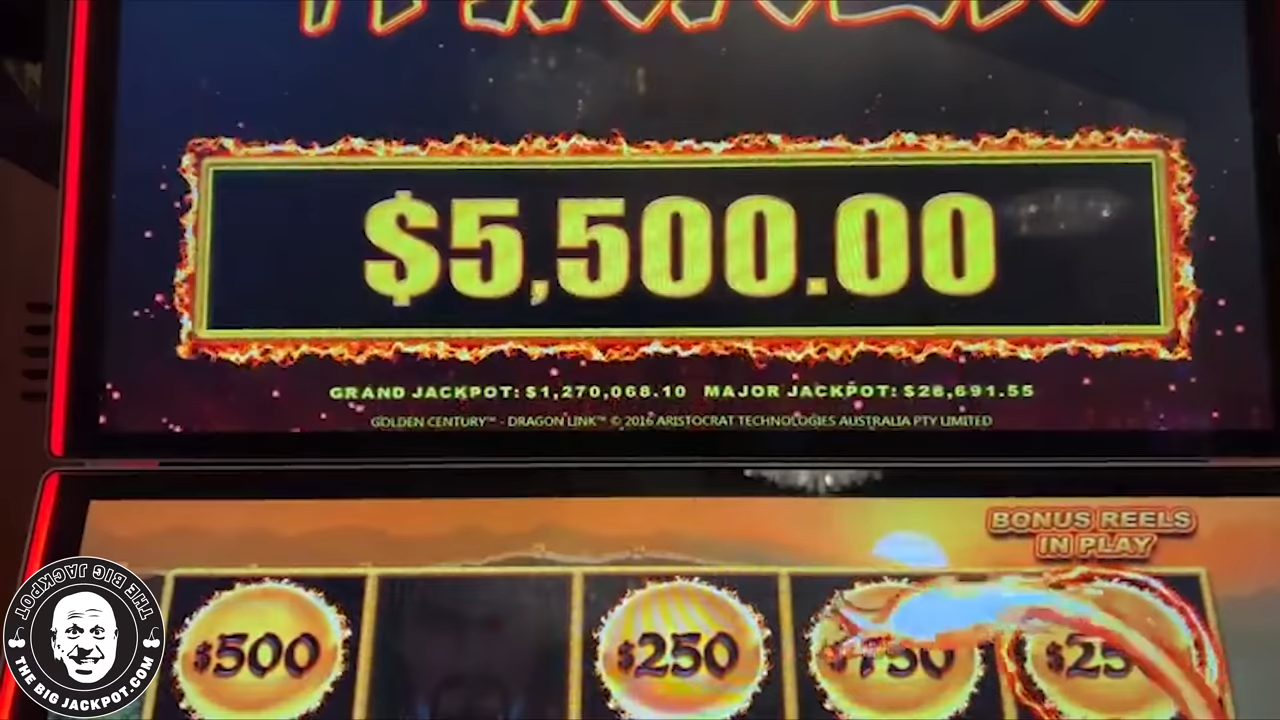 $5,500.00
GRAND JACKPOT: $1,270,068.10 MAJOR JACKPOT: $28,691.55
GOLDEN CENTURY™ - DRAGON LINK™ © 2016 ARISTOCRAT TECHNOLOGIES AUSTRALIA PTY LIMITED
BONUS REELS
IN PLAY
$500
$250
THE BIG JACKPOT
THE BIG JACKPOT.COM